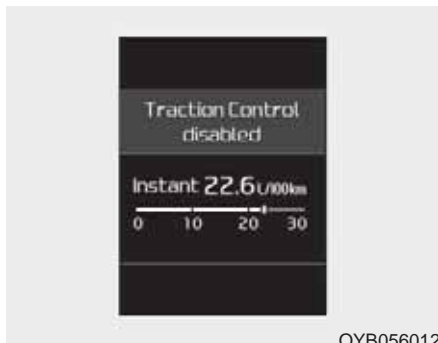 Traction Control
disabled
Instant 22.6 L/100km
0 10 20 30
OYB056012